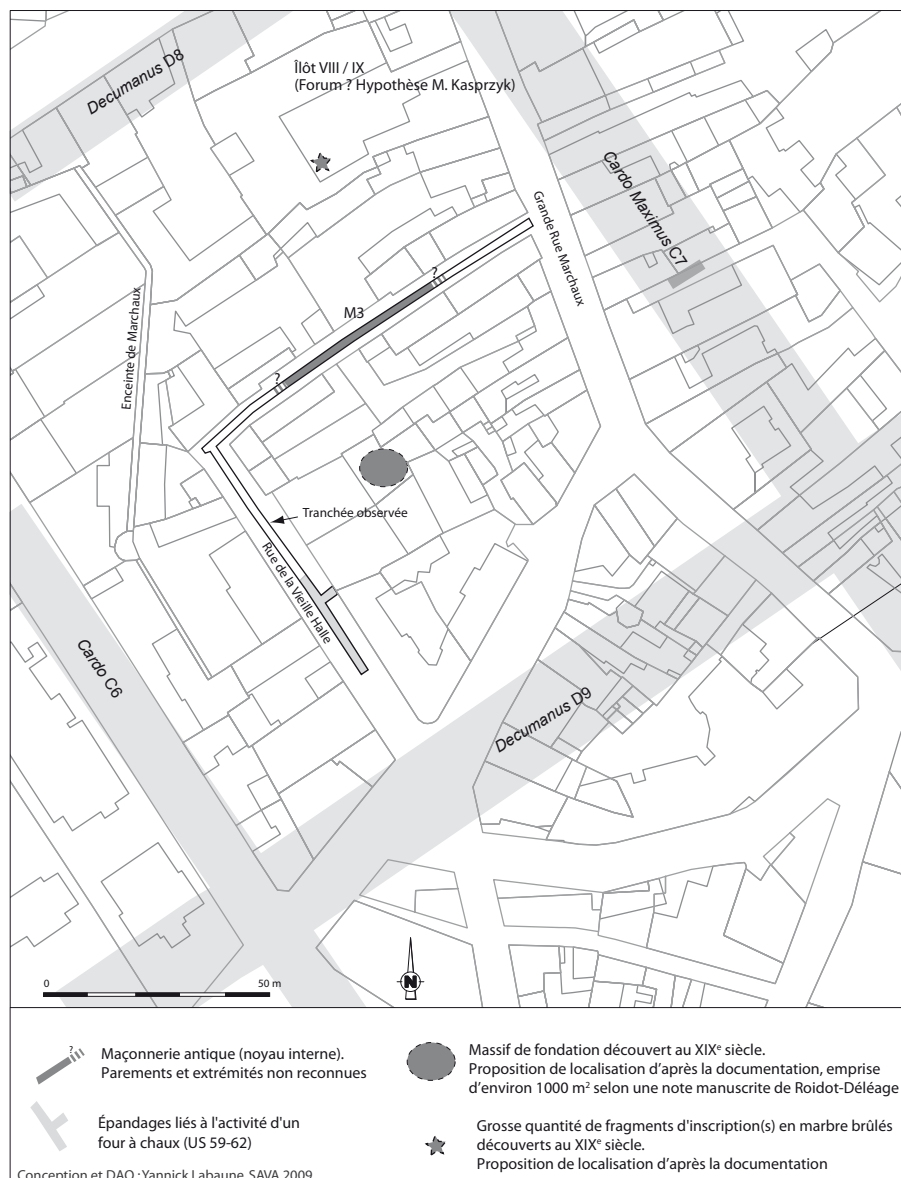 Decumanus D8
Îlôt VIII / IX
(Forum ? Hypothèse M. Kasprzyk)
Cardo Maximus C7
Grande Rue Marchaux
Enceinte de Marchaux
?
M3
?
Tranchée observée
Rue de la Vieille Halle
Cardo C6
Decumanus D9
0
50 m
N
?
Maçonnerie antique (noyau interne).
Parements et extrémités non reconnues
Épandages liés à l'activité d'un
four à chaux (US 59-62)
Massif de fondation découvert au XIXe siècle.
Proposition de localisation d'après la documentation, emprise
d'environ 1000 m² selon une note manuscrite de Roidot-Déléage
Grosse quantité de fragments d'inscription(s) en marbre brûlés
découverts au XIXe siècle.
Proposition de localisation d'après la documentation
Conception et DAO : Yannick Labaune, SAVA 2009